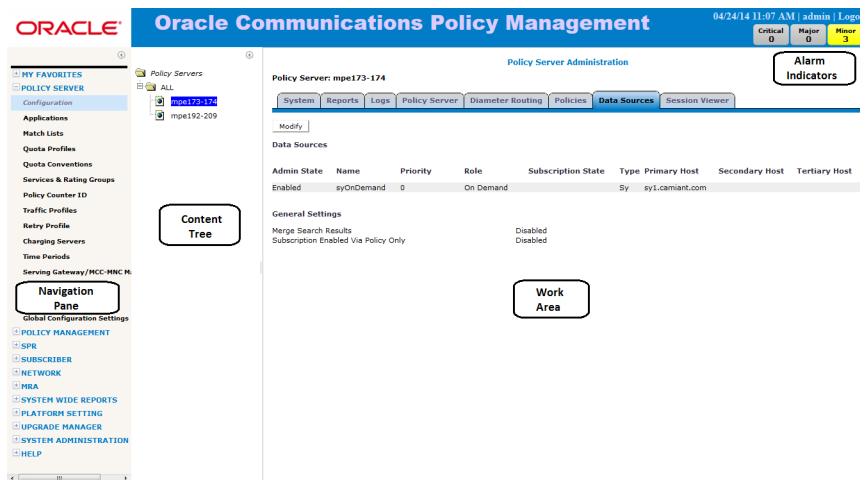 ORACLE®
Oracle Communications Policy Management
04/24/14 11:07 AM | admin | Logo
Critical Major Minor
0 0 3
Alarm
Indicators
MY FAVORITES
POLICY SERVER
Configuration
Applications
Match Lists
Quota Profiles
Quota Conventions
Services & Rating Groups
Policy Counter ID
Traffic Profiles
Retry Profile
Charging Servers
Time Periods
Serving Gateway/MCC-MNC M
Navigation
Pane
Global Configuration Settings
POLICY MANAGEMENT
SPR
SUBSCRIBER
NETWORK
MRA
SYSTEM WIDE REPORTS
PLATFORM SETTING
UPGRADE MANAGER
SYSTEM ADMINISTRATION
HELP
Policy Servers
ALL
mpe173-174
mpe192-209
Content
Tree
Policy Server Administration
Policy Server: mpe173-174
System Reports Logs Policy Server Diameter Routing Policies Data Sources Session Viewer
Modify
Data Sources
Admin State Name Priority Role Subscription State Type Primary Host Secondary Host Tertiary Host
Enabled syOnDemand 0 On Demand Sy sy1.camiant.com
General Settings
Merge Search Results Disabled
Subscription Enabled Via Policy Only Disabled
Work
Area